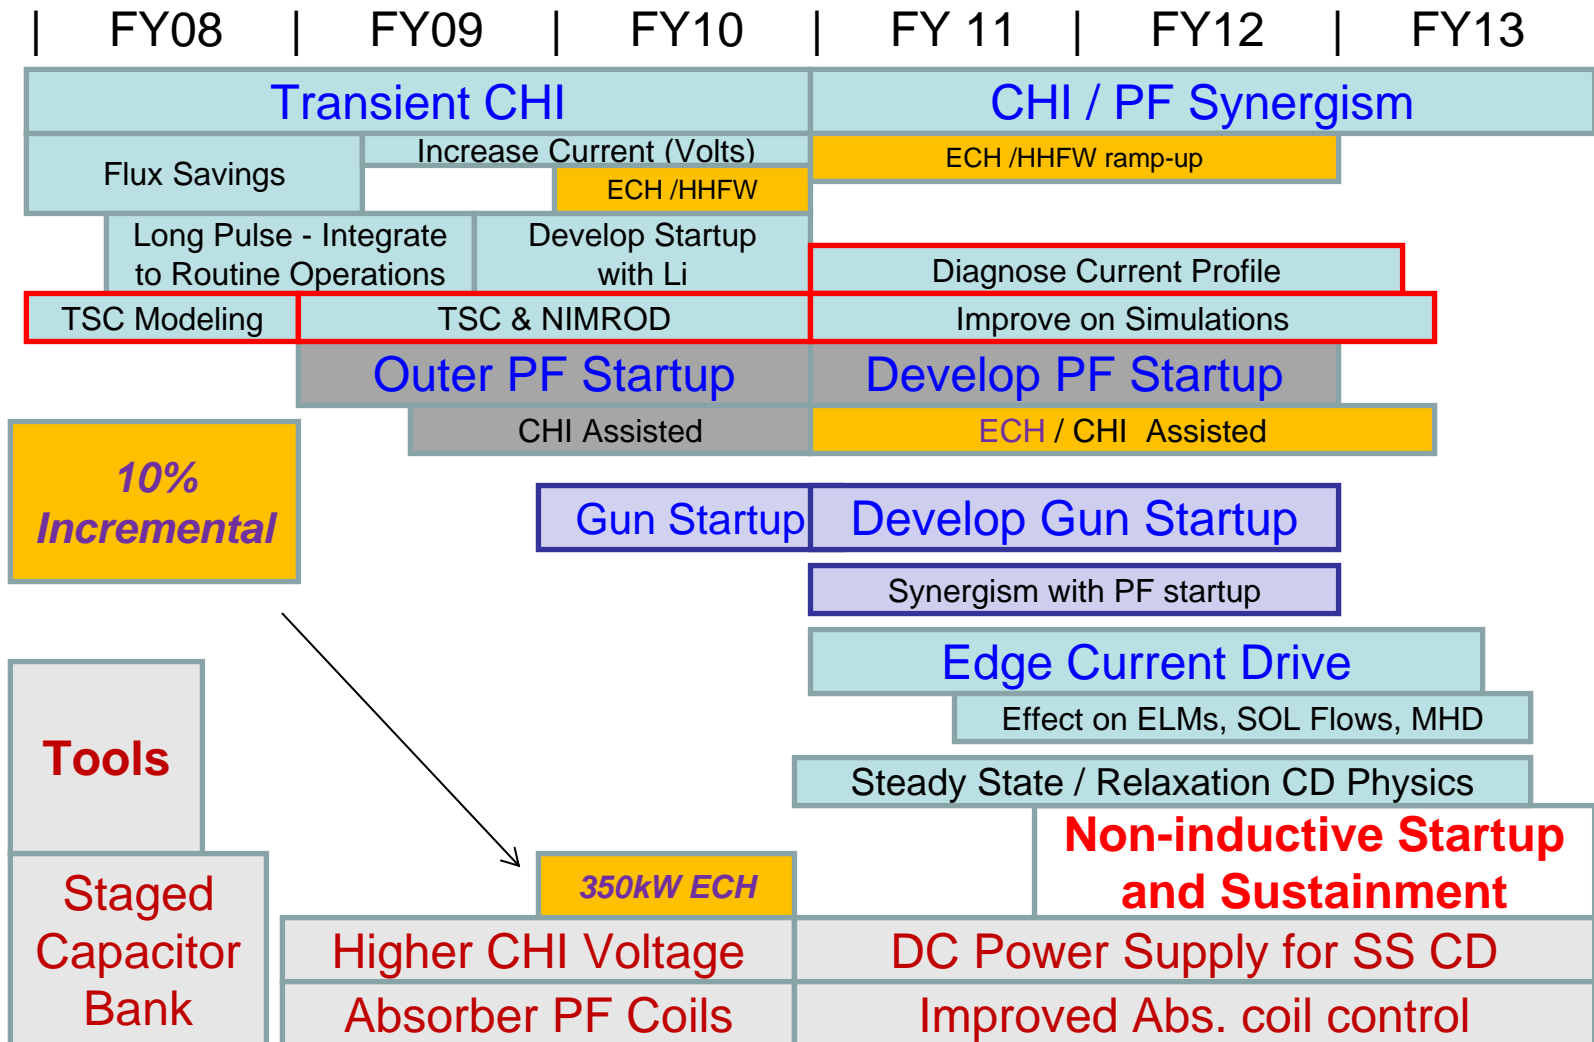 | FY08 | FY09 | FY10 | FY 11 | FY12 | FY13
Transient CHI
CHI / PF Synergism
Flux Savings
Increase Current (Volts)
ECH /HHFW
ECH /HHFW ramp-up
Long Pulse - Integrate
to Routine Operations
Develop Startup
with Li
Diagnose Current Profile
TSC Modeling
TSC & NIMROD
Improve on Simulations
Outer PF Startup
Develop PF Startup
CHI Assisted
ECH / CHI Assisted
10%
Incremental
Gun Startup
Develop Gun Startup
Synergism with PF startup
Edge Current Drive
Effect on ELMs, SOL Flows, MHD
Tools
Steady State / Relaxation CD Physics
Non-inductive Startup
and Sustainment
350kW ECH
Staged
Capacitor
Bank
Higher CHI Voltage
DC Power Supply for SS CD
Absorber PF Coils
Improved Abs. coil control